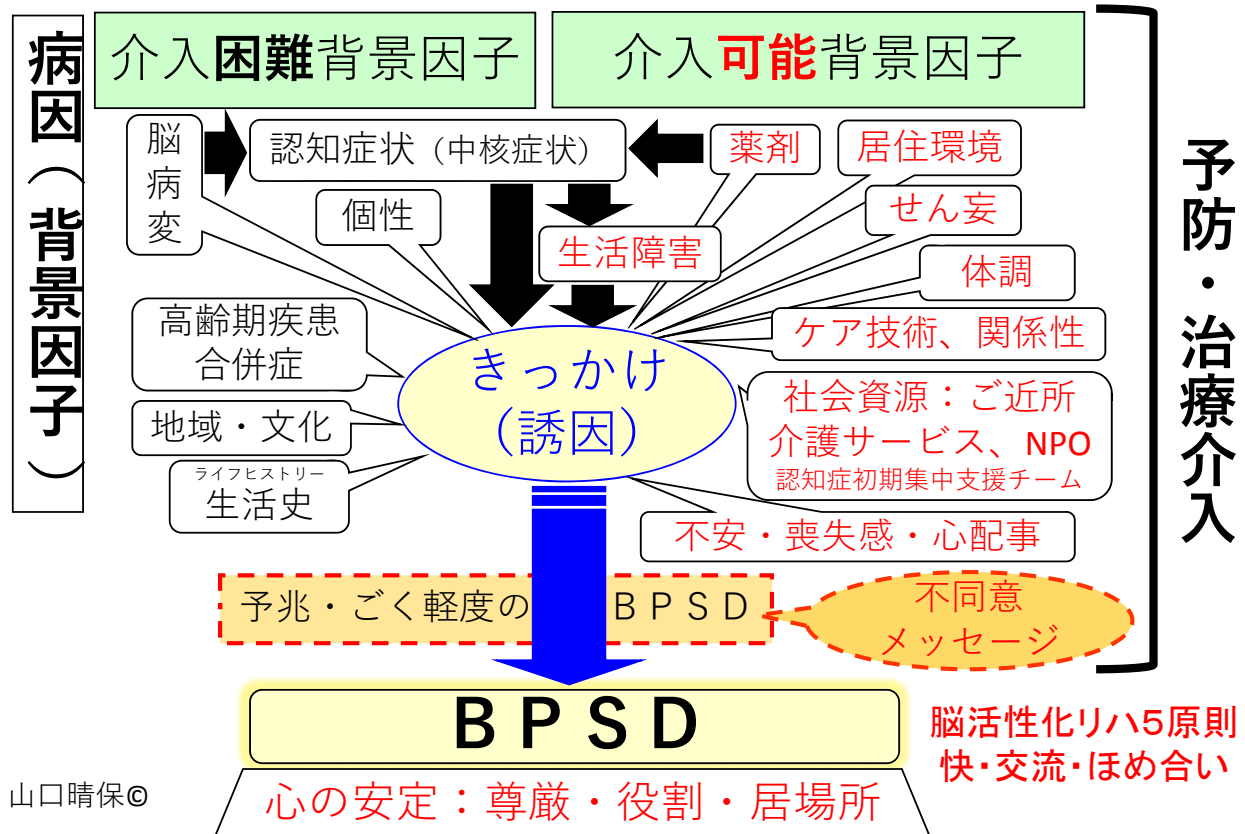 病因（背景因子）
介入困難背景因子
介入可能背景因子
予防・治療介入
脳病変
認知症状（中核症状）
薬剤
居住環境
個性
せん妄
生活障害
体調
高齢期疾患
合併症
ケア技術、関係性
きっかけ
（誘因）
社会資源：ご近所
介護サービス、NPO
認知症初期集中支援チーム
地域・文化
ライフヒストリー
生活史
不安・喪失感・心配事
予兆・ごく軽度の ＢＰＳＤ
不同意
メッセージ
ＢＰＳＤ
脳活性化リハ5原則
快・交流・ほめ合い
心の安定：尊厳・役割・居場所
山口晴保©